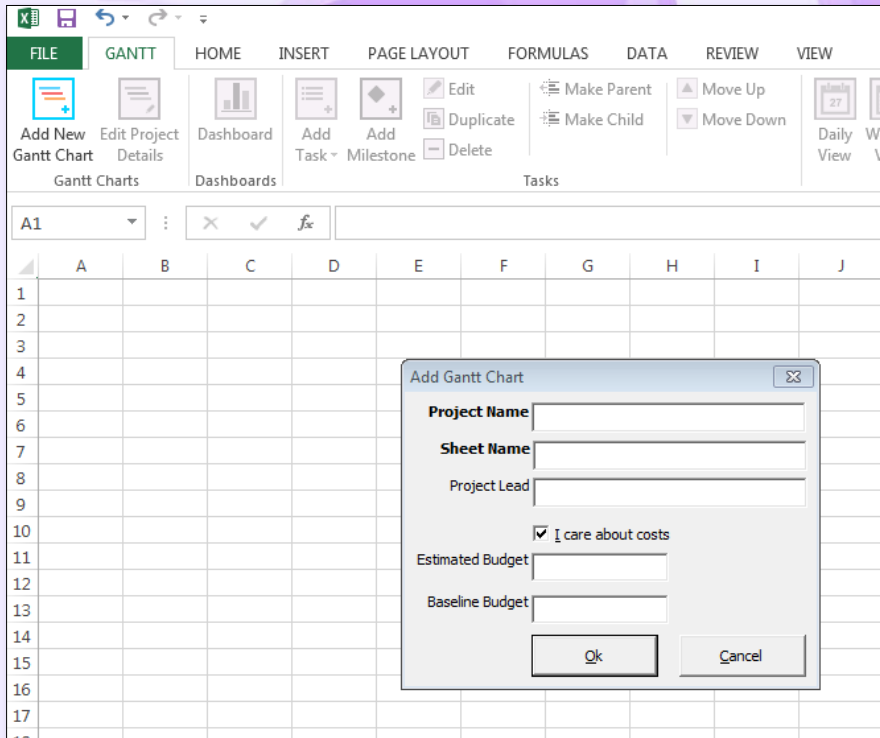 FILE GANTT HOME INSERT PAGE LAYOUT FORMULAS DATA REVIEW VIEW
Add New
Gantt Chart
Edit Project
Details
Gantt Charts
Dashboard
Dashboards
Add
Task
Add
Milestone
Edit
Duplicate
Delete
Make Parent
Make Child
Move Up
Move Down
Tasks
27
Daily
View
A1
fx
A B C D E F G H I J
1
2
3
4
5
6
7
8
9
10
11
12
13
14
15
16
17
Add Gantt Chart
Project Name
Sheet Name
Project Lead
I care about costs
Estimated Budget
Baseline Budget
Ok Cancel